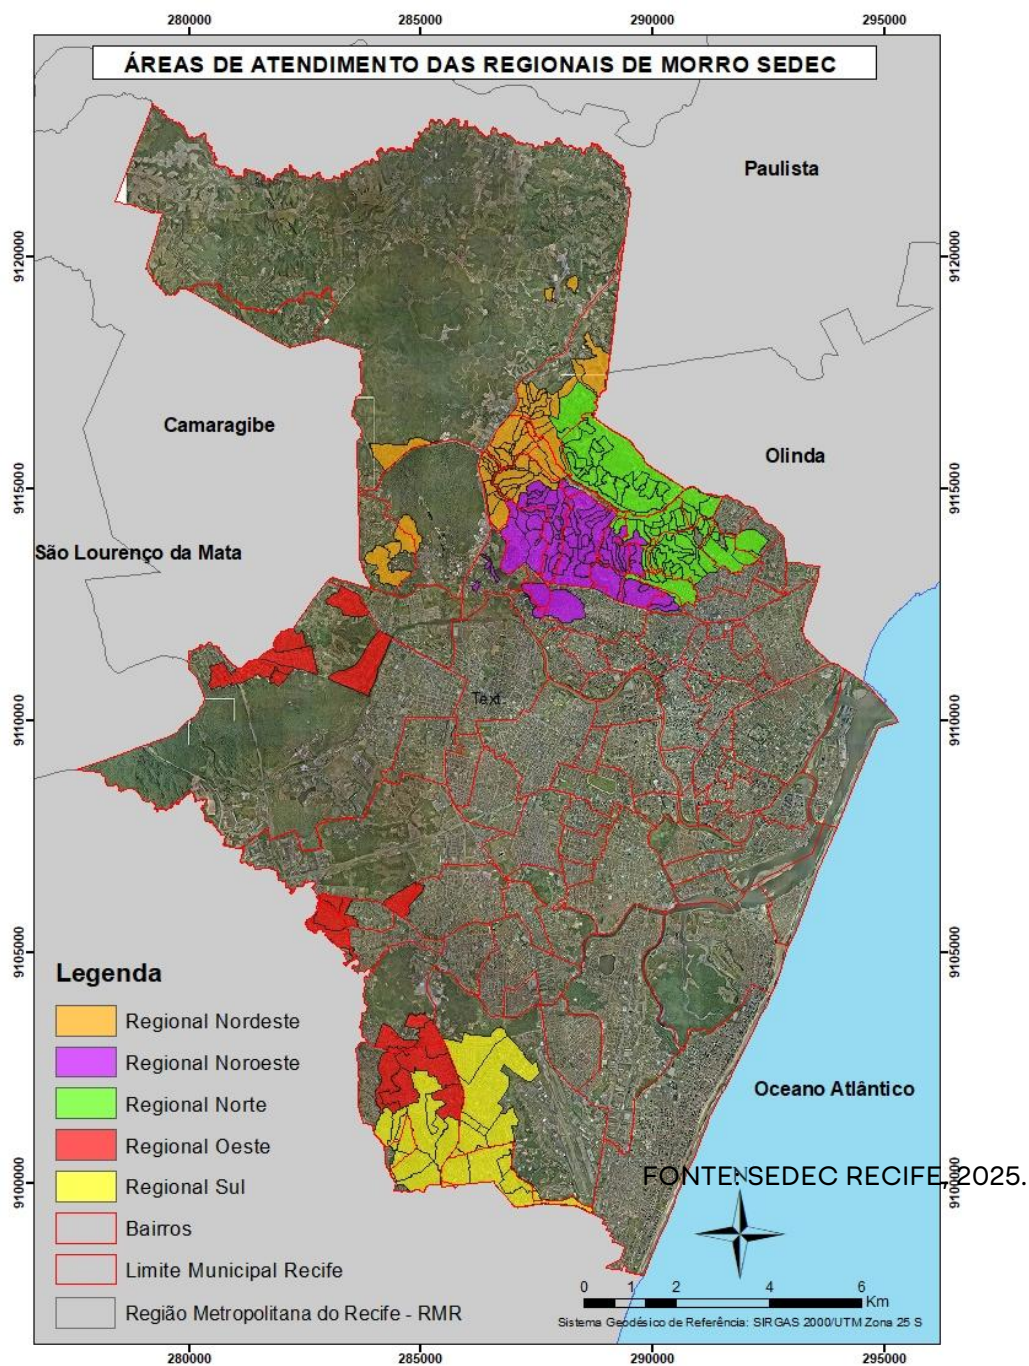 280000 285000 290000 295000
ÁREAS DE ATENDIMENTO DAS REGIONAIS DE MORRO SEDEC
Paulista
9120000 9120000
Camaragibe
Olinda
9115000 9115000
São Lourenço da Mata
Text
9110000 9110000
9105000 9105000
Legenda
Regional Nordeste
Regional Noroeste
Regional Norte
Regional Oeste
Regional Sul
Bairros
Limite Municipal Recife
Região Metropolitana do Recife - RMR
Oceano Atlântico
9100000 9100000
FONTE: SEDEC RECIFE, 2025.
N
0 1 2 4 6
Km
Sistema Geodésico de Referência: SIRGAS 2000/UTM Zona 25 S
280000 285000 290000 295000